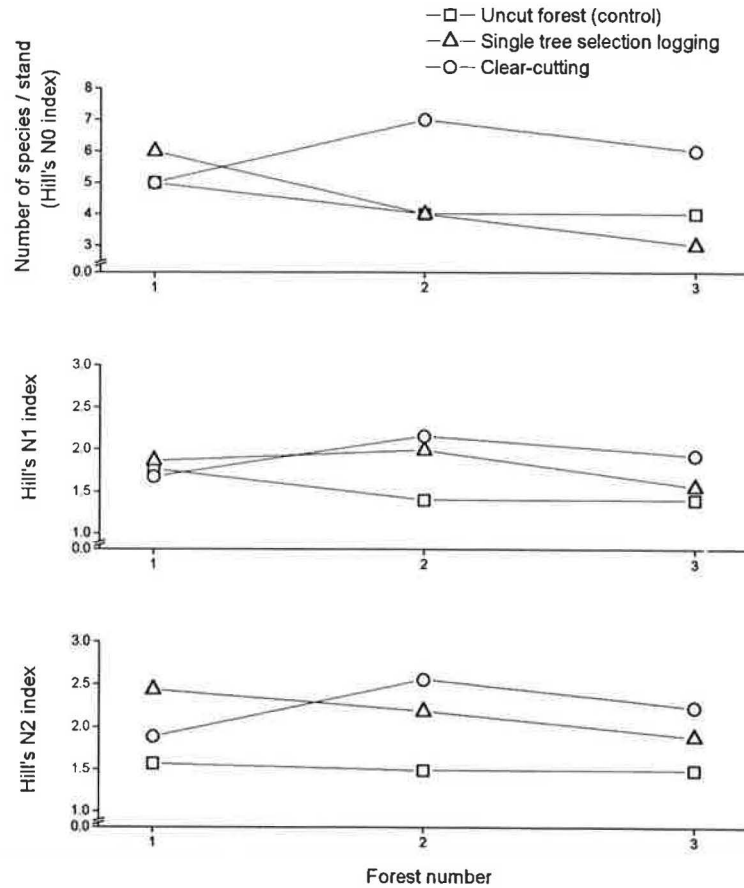 Uncut forest (control)
Single tree selection logging
Clear-cutting
Number of species / stand
(Hill's N0 index)
8
7
6
5
4
3
0.0
1 2 3
Hill's N1 index
3.0
2.5
2.0
1.5
1.0
0.0
1 2 3
Hill's N2 index
3.0
2.5
2.0
1.5
1.0
0.0
1 2 3
Forest number